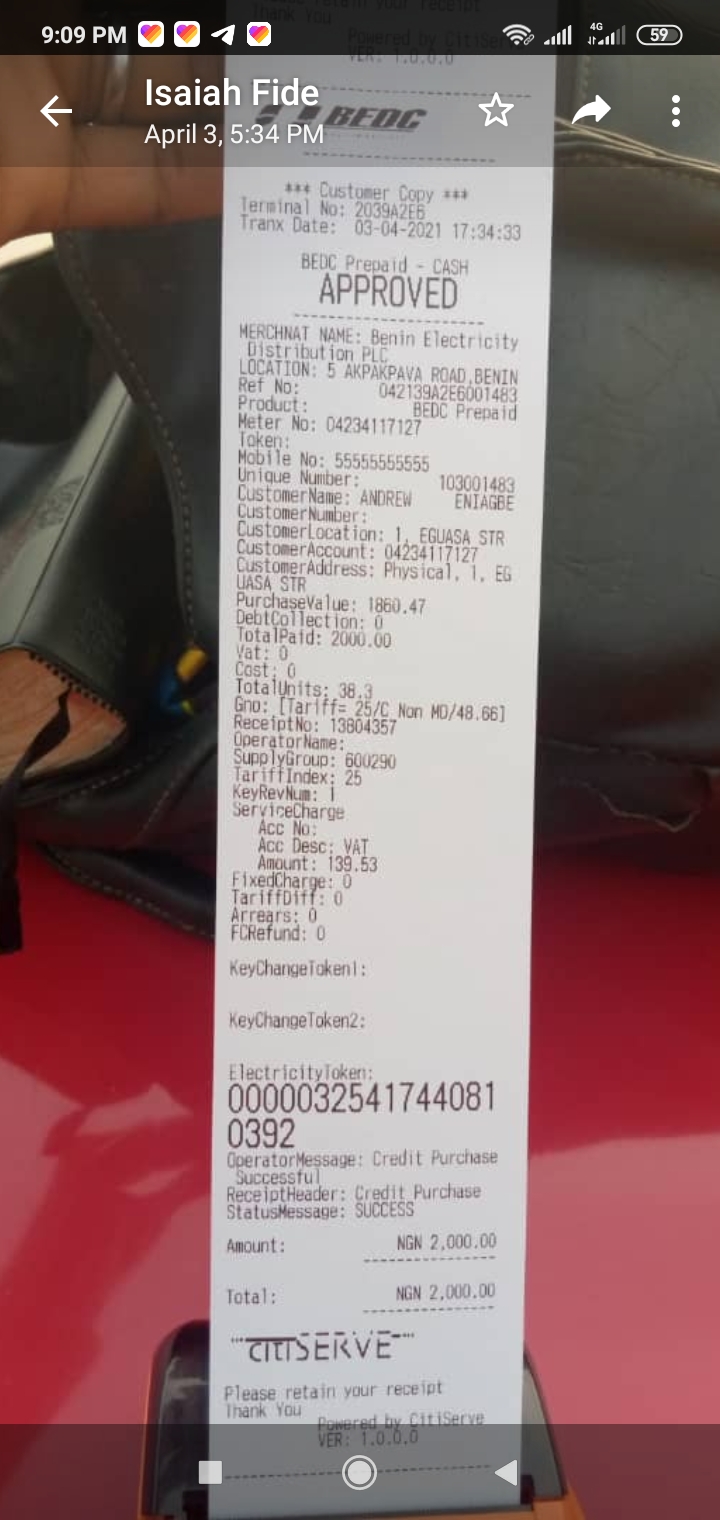 9:09 PM
4G
59
Isaiah Fide
April 3, 5:34 PM
Please retain your receipt
Thank You
Powered by CitiServe
VER: 1.0.0.0
BEDC
*** Customer Copy ***
Terminal No: 2039A2E6
Tranx Date: 03-04-2021 17:34:33
BEDC Prepaid - CASH
APPROVED
MERCHNAT NAME: Benin Electricity
Distribution PLC
LOCATION: 5 AKPAKPAVA ROAD,BENIN
Ref No: 042139A2E6001483
Product: BEDC Prepaid
Meter No: 04234117127
Token:
Mobile No: 55555555555
Unique Number: 103001483
CustomerName: ANDREW ENIAGBE
CustomerNumber:
CustomerLocation: 1, EGUASA STR
CustomerAccount: 04234117127
CustomerAddress: Physical, 1, EG
UASA STR
PurchaseValue: 1860.47
DebtCollection: 0
TotalPaid: 2000.00
Vat: 0
Cost: 0
TotalUnits: 38.3
Gno: [Tariff= 25/C Non MD/48.66]
ReceiptNo: 13804357
OperatorName:
SupplyGroup: 600290
TariffIndex: 25
KeyRevNum: 1
ServiceCharge
Acc No:
Acc Desc: VAT
Amount: 139.53
FixedCharge: 0
TariffDiff: 0
Arrears: 0
FCRefund: 0
KeyChangeToken1:
KeyChangeToken2:
ElectricityToken:
0000032541744081
0392
OperatorMessage: Credit Purchase
Successful
ReceiptHeader: Credit Purchase
StatusMessage: SUCCESS
Amount: NGN 2,000.00
Total: NGN 2,000.00
CITISERVE
Please retain your receipt
Thank You
Powered by CitiServe
VER: 1.0.0.0